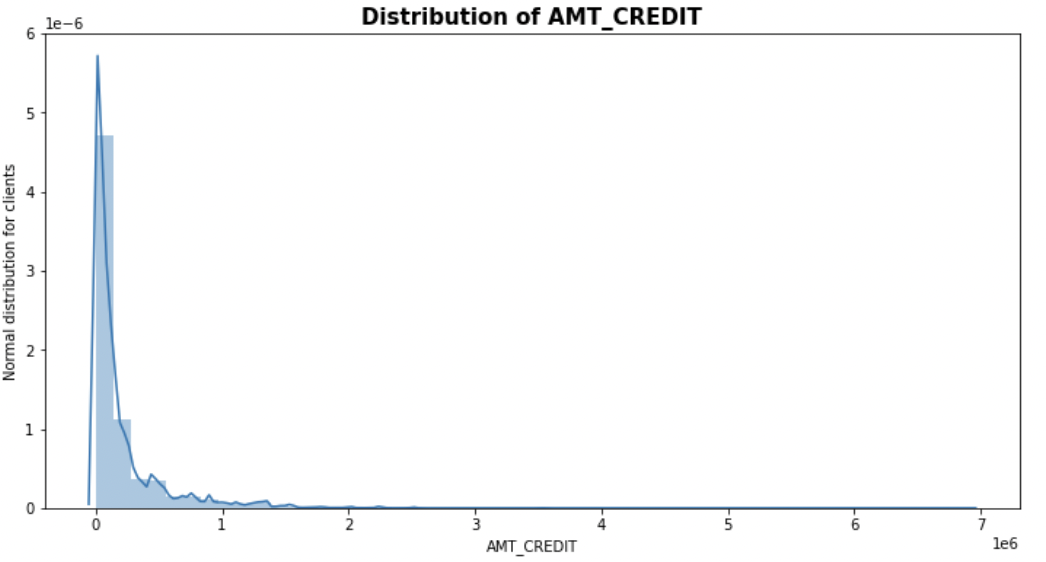 Distribution of AMT_CREDIT
1e−6
6
5
4
3
2
1
0
Normal distribution for clients
0 1 2 3 4 5 6 7
1e6
AMT_CREDIT